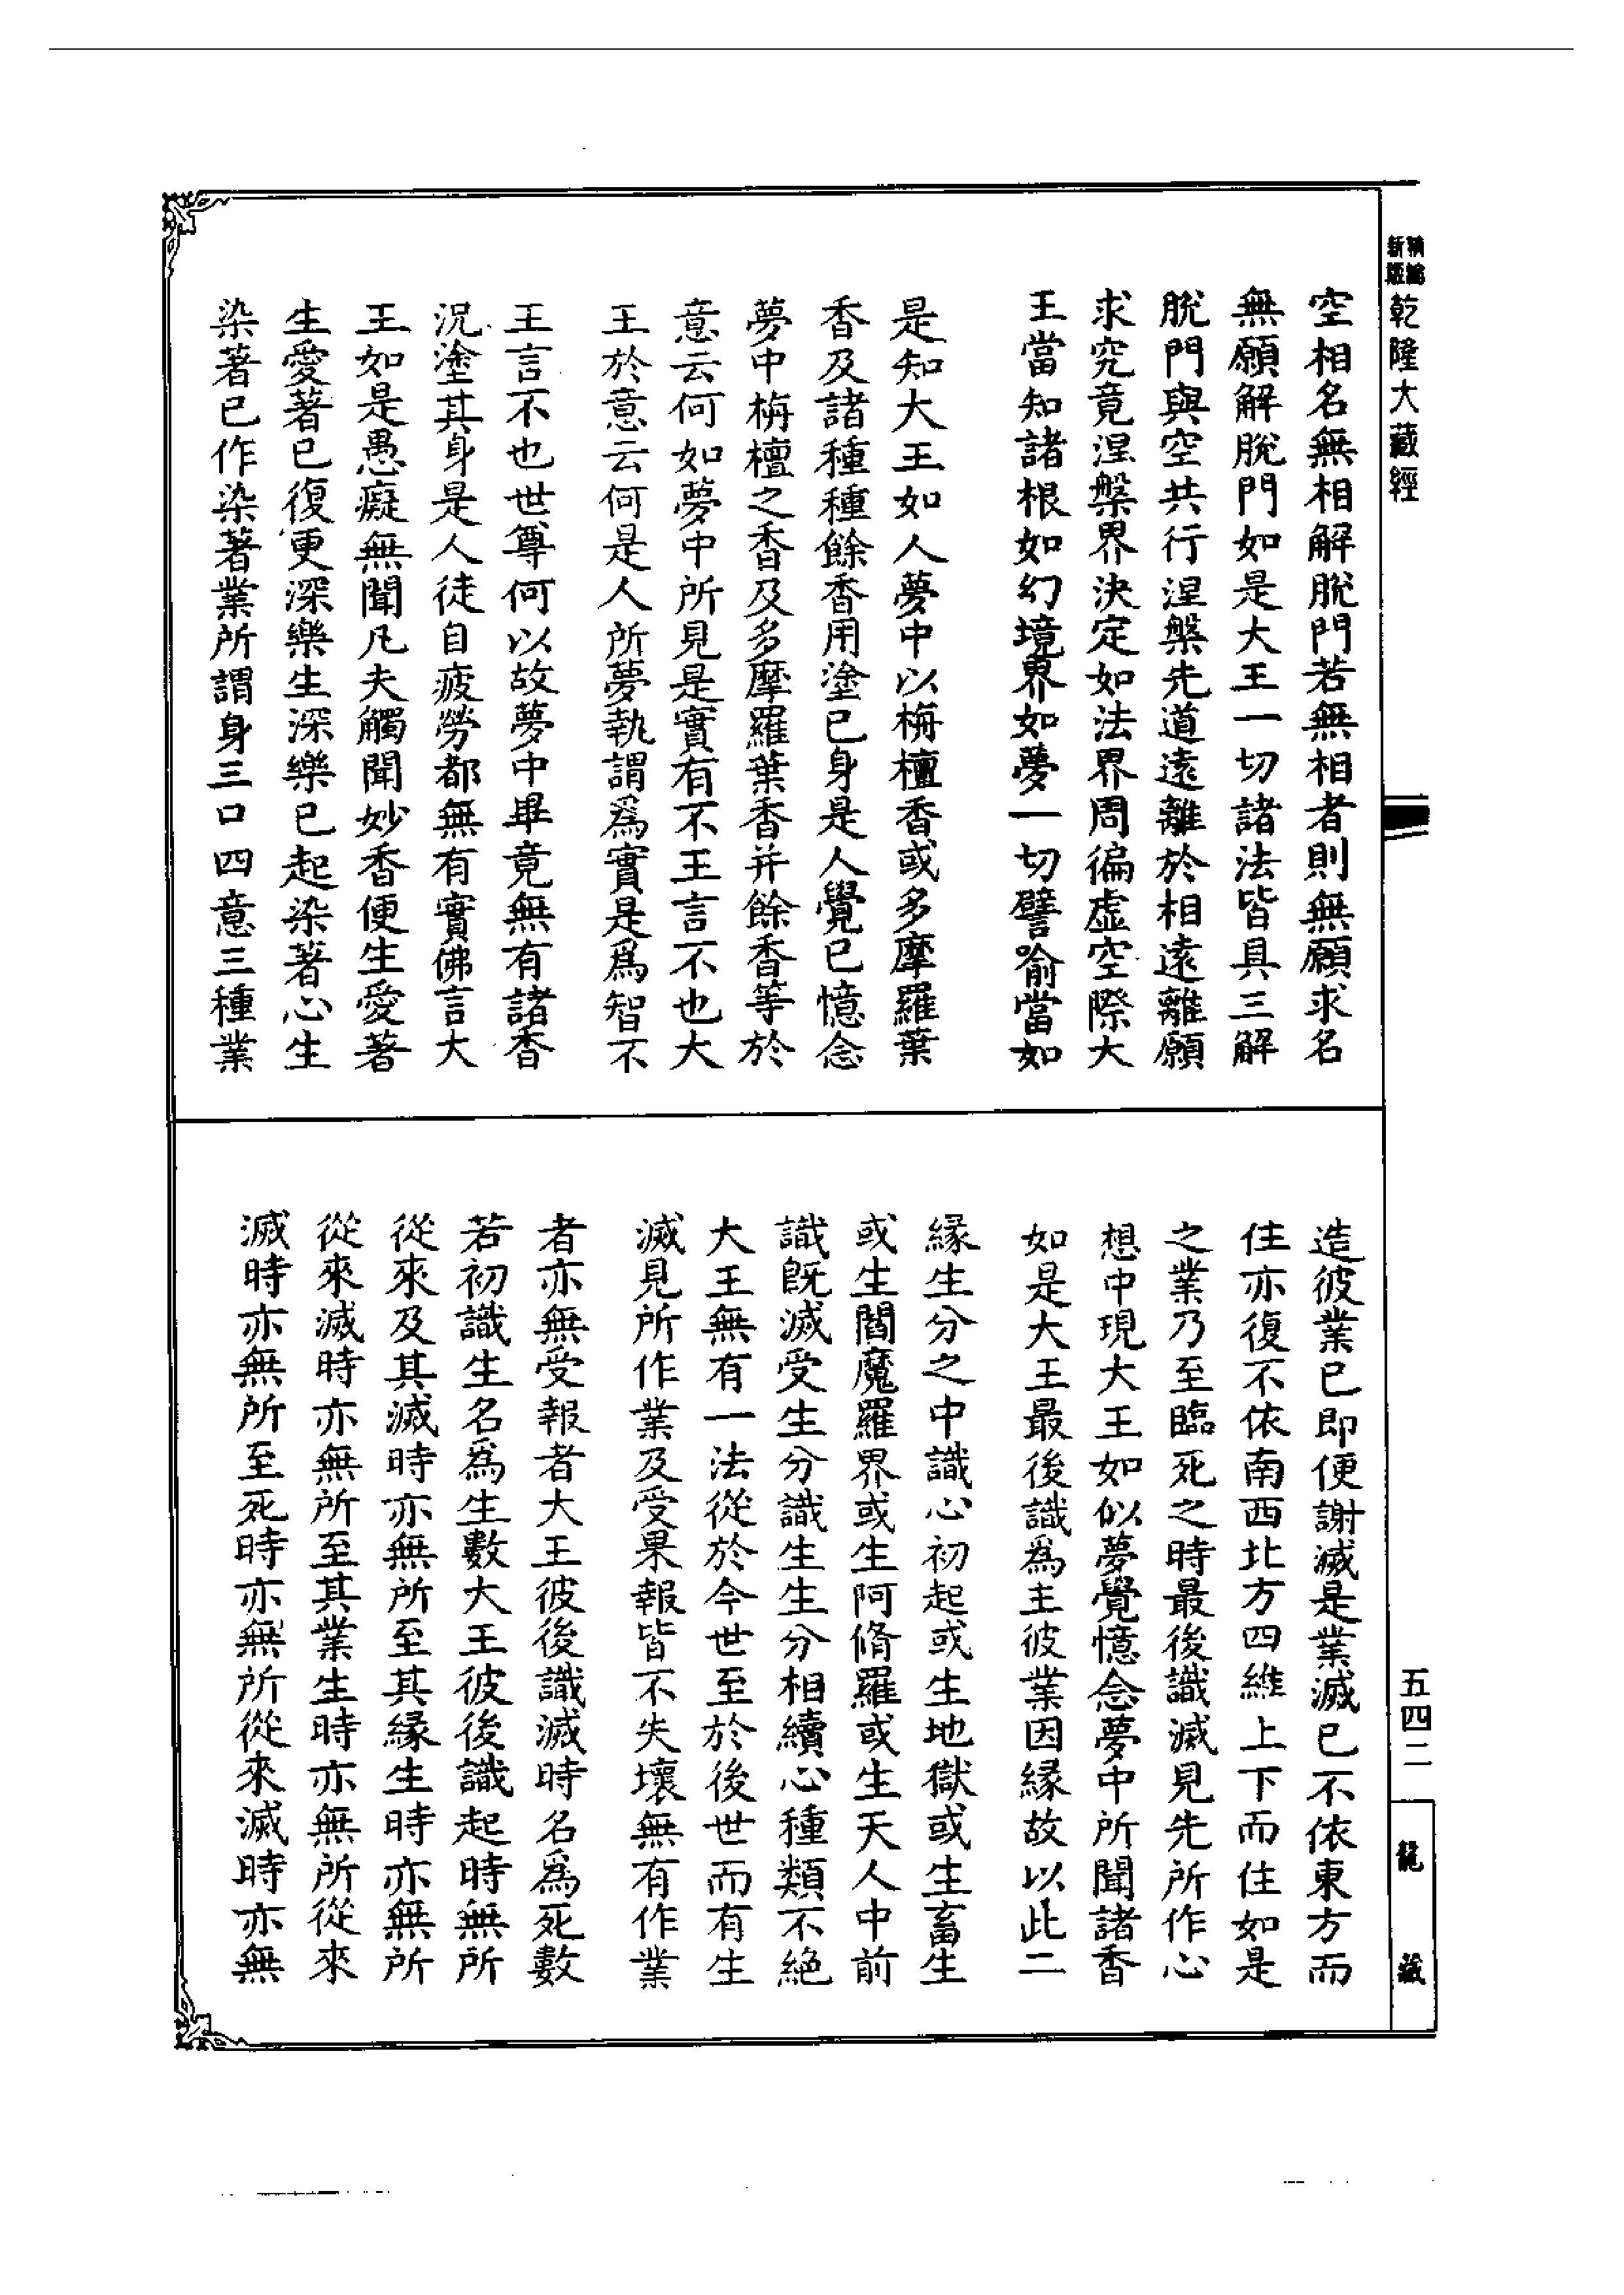 精編
新版
乾隆大藏經
空相名無相解脫門若無相者則無願求名
無願解脫門如是大王一切諸法皆具三解
脫門與空共行涅槃先道遠離於相遠離願
求究竟涅槃界決定如法界周徧虛空際大
王當知諸根如幻境界如夢一切譬喻當如
是知大王如人夢中以栴檀香或多摩羅葉
香及諸種種餘香用塗已身是人覺已憶念
夢中栴檀之香及多摩羅葉香并餘香等於
意云何如夢中所見是實有不王言不也大
王於意云何是人所夢執謂爲實是爲智不
王言不也世尊何以故夢中畢竟無有諸香
況塗其身是人徒自疲勞都無有實佛言大
王如是愚癡無聞凡夫觸聞妙香便生愛著
生愛著已復更深樂生深樂已起染著心生
染著已作染著業所謂身三口四意三種業
造彼業已即便謝滅是業滅已不依東方而
住亦復不依南西北方四維上下而住如是
之業乃至臨死之時最後識滅見先所作心
想中現大王如似夢覺憶念夢中所聞諸香
如是大王最後識爲主彼業因緣故以此二
緣生分之中識心初起或生地獄或生畜生
或生閻魔羅界或生阿脩羅或生天人中前
識既滅受生分識生生分相續心種類不絕
大王無有一法從於今世至於後世而有生
滅見所作業及受果報皆不失壞無有作業
者亦無受報者大王彼後識滅時名爲死數
若初識生名爲生數大王彼後識起時無所
從來及其滅時亦無所至其緣生時亦無所
從來滅時亦無所至其業生時亦無所從來
滅時亦無所至死時亦無所從來滅時亦無
五四二
龍藏